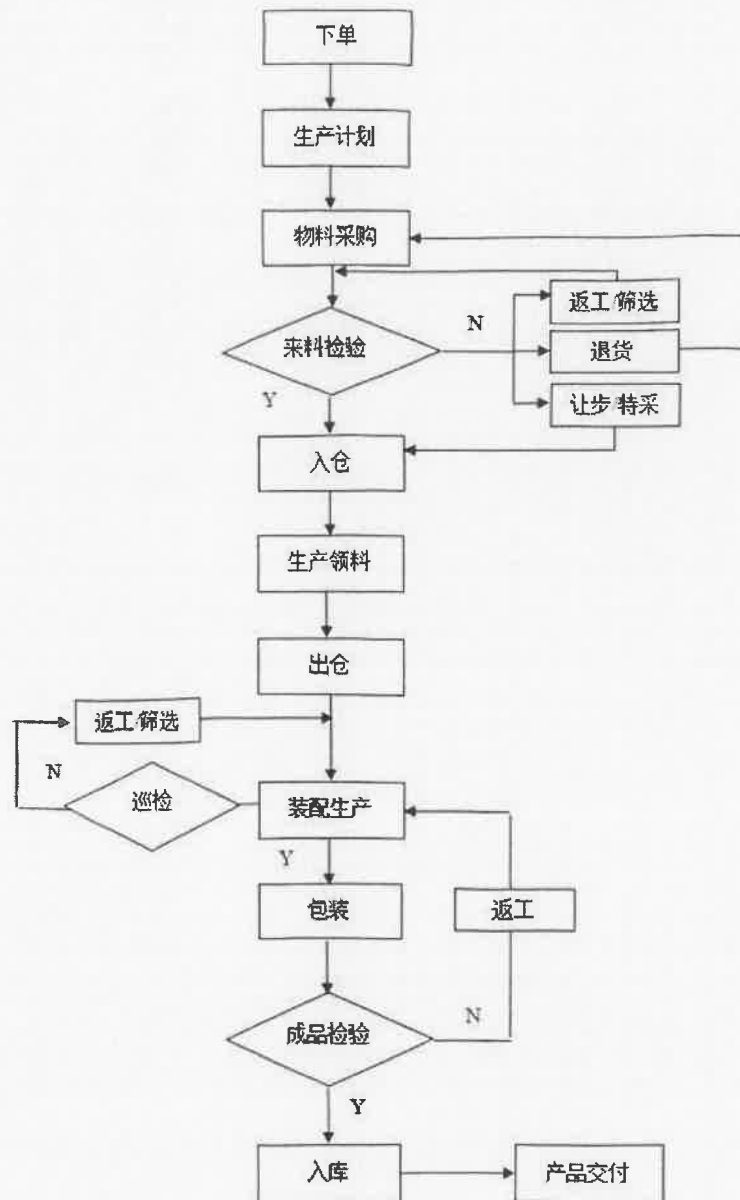 下单
生产计划
物料采购
返工/筛选
N
来料检验
退货
Y
让步/特采
入仓
生产领料
出仓
返工/筛选
N
巡检
装配生产
Y
包装
返工
成品检验
N
Y
入库
产品交付